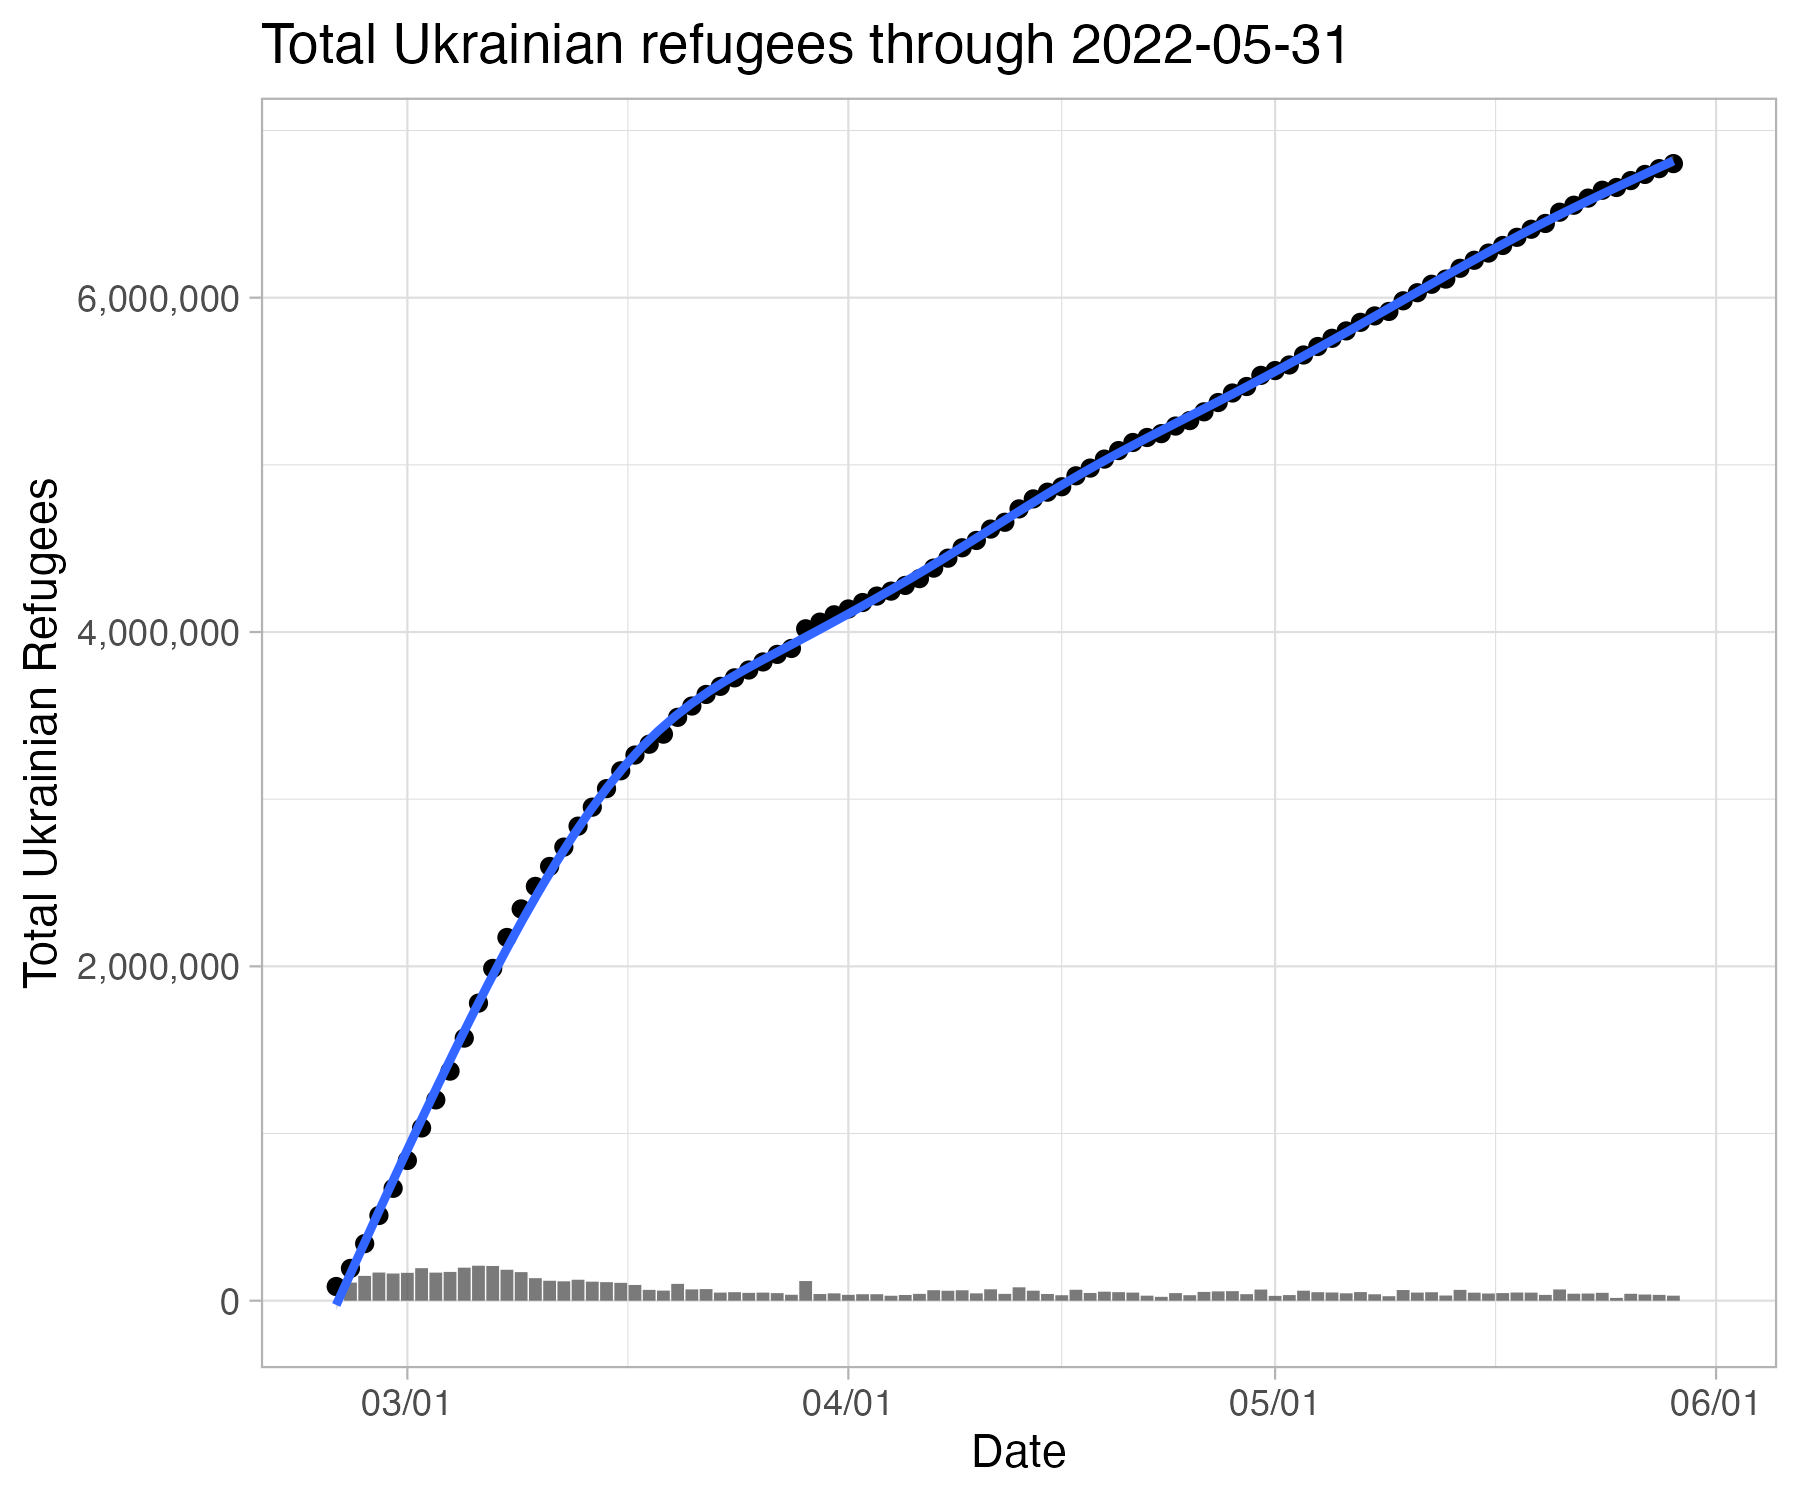 Total Ukrainian refugees through 2022-05-31
Total Ukrainian Refugees
6,000,000
4,000,000
2,000,000
0
03/01
04/01
05/01
06/01
Date